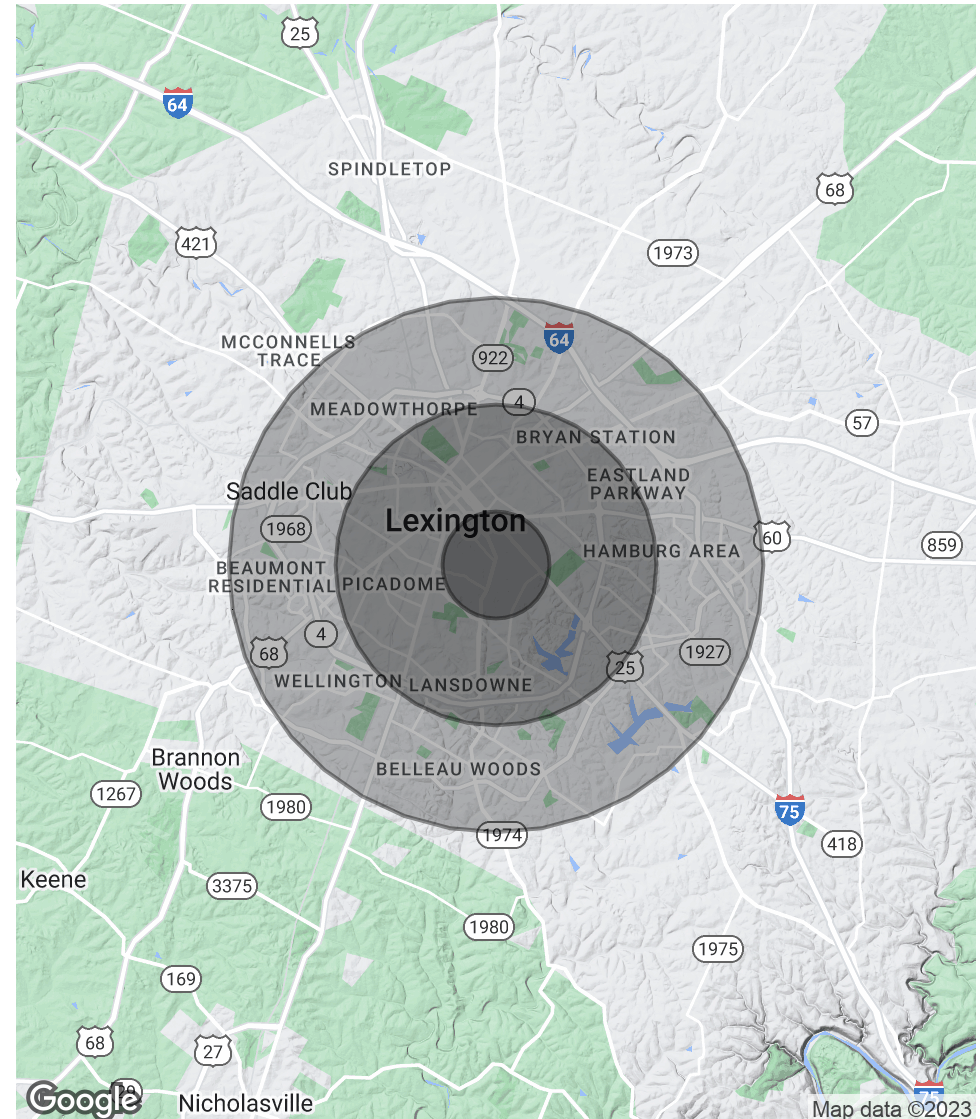 25
64
SPINDLETOP
68
421
1973
MCCONNELLS
TRACE
64
922
4
MEADOWTHORPE
57
BRYAN STATION
EASTLAND
PARKWAY
Saddle Club
Lexington
1968
60
859
HAMBURG AREA
BEAUMONT
RESIDENTIAL
PICADOME
4
68
1927
25
WELLINGTON
LANSDOWNE
Brannon
Woods
BELLEAU WOODS
1267
1980
75
1974
418
Keene
3375
1980
1975
169
68
27
29
75
Google
Nicholasville
Map data ©2023